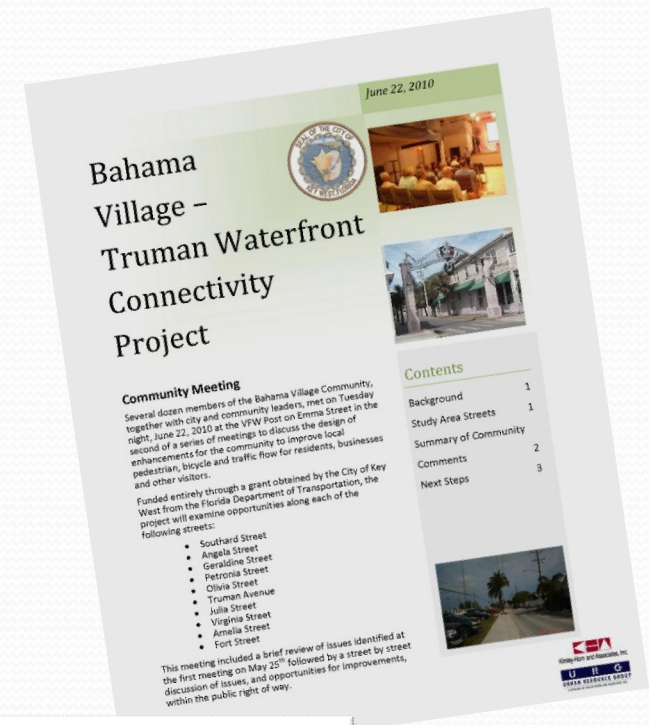 June 22, 2010
SEAL OF THE CITY OF
KEY WEST, FLORIDA
Bahama
Village –
Truman Waterfront
Connectivity
Project
Community Meeting
Several dozen members of the Bahama Village Community,
together with city and community leaders, met on Tuesday
night, June 22, 2010 at the VFW Post on Emma Street in the
second of a series of meetings to discuss the design of
enhancements for the community to improve local
pedestrian, bicycle and traffic flow for residents, businesses
and other visitors.
Funded entirely through a grant obtained by the City of Key
West from the Florida Department of Transportation, the
project will examine opportunities along each of the
following streets:
• Southard Street
• Angela Street
• Geraldine Street
• Petronia Street
• Olivia Street
• Truman Avenue
• Julia Street
• Virginia Street
• Amelia Street
• Fort Street
This meeting included a brief review of issues identified at
the first meeting on May 25th followed by a street by street
discussion of issues, and opportunities for improvements,
within the public right of way.
Contents
Background 1
Study Area Streets 1
Summary of Community
Comments 2
Next Steps 3
Kimley-Horn and Associates, Inc.
URG
URBAN RESOURCE GROUP